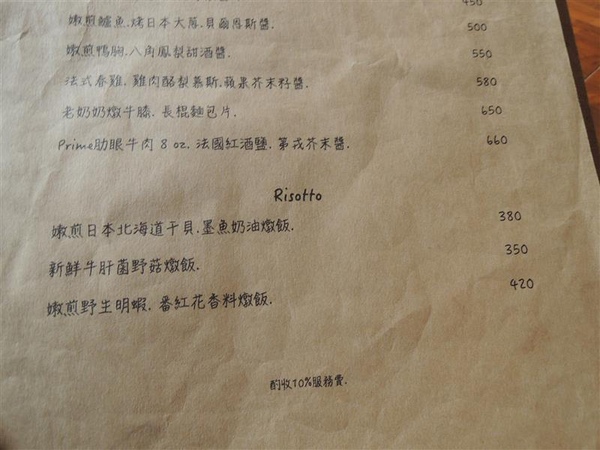 450
嫩煎鱸魚.烤日本大蔥.貝爾摩斯醬. 500
嫩煎鴨胸.八角鳳梨甜酒醬. 550
法式春雞. 雞肉酪梨慕斯.蘋果芥末籽醬. 580
老奶奶燉牛膝. 長棍麵包片. 650
Prime肋眼牛肉 8 oz. 法國紅酒鹽. 第戎芥末醬. 660
Risotto
嫩煎日本北海道干貝.墨魚奶油燉飯. 380
新鮮牛肝菌野菇燉飯. 350
嫩煎野生明蝦. 番紅花香料燉飯. 420
酌收10%服務費.